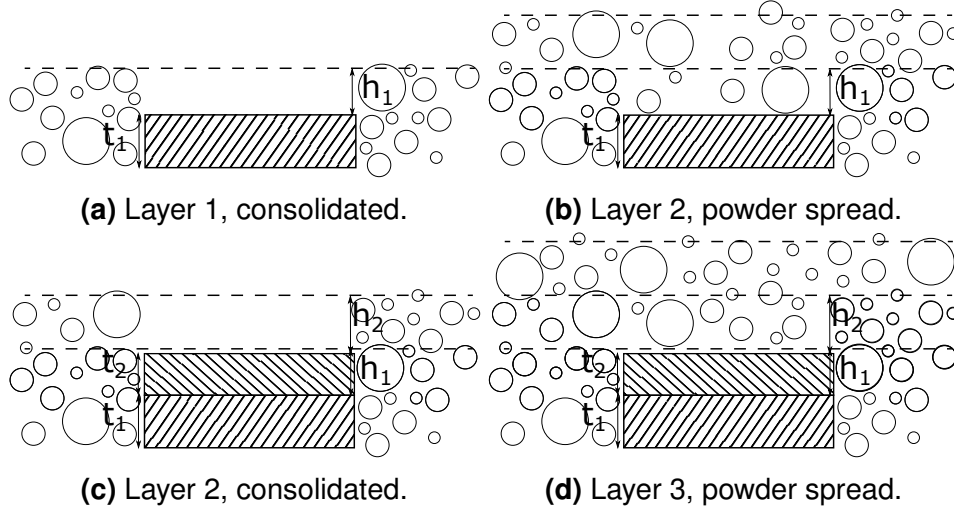 h1
t1
(a) Layer 1, consolidated.
h1
t1
(b) Layer 2, powder spread.
h2
t2
h1
t1
(c) Layer 2, consolidated.
h2
t2
h1
t1
(d) Layer 3, powder spread.